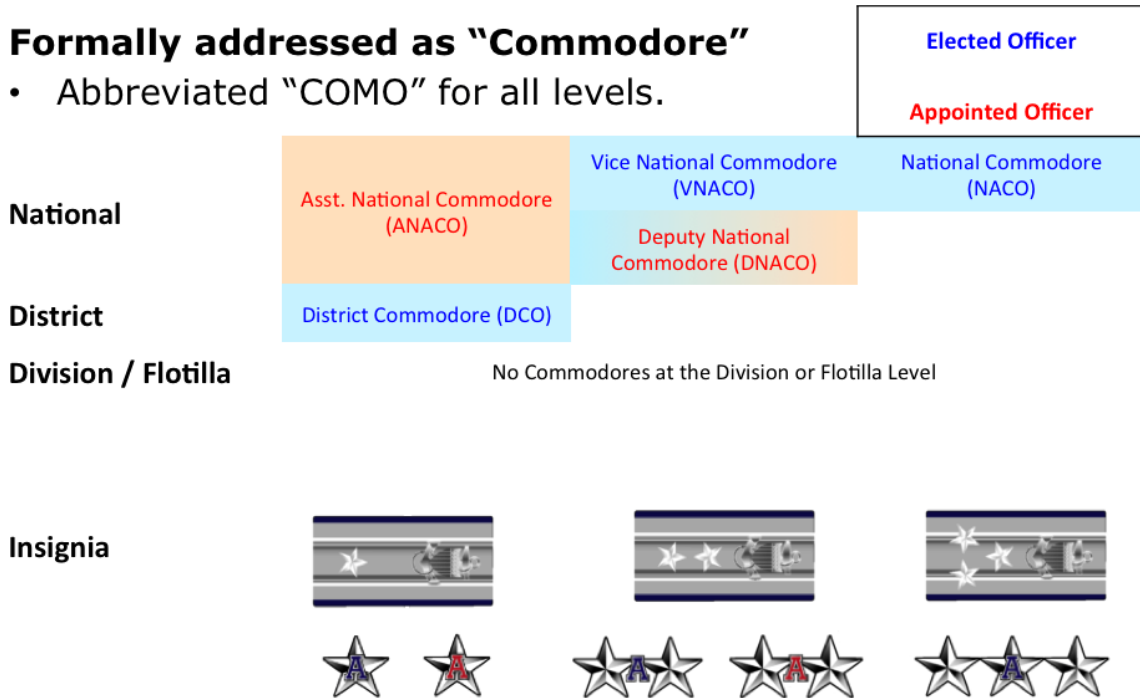 Formally addressed as “Commodore”
• Abbreviated “COMO” for all levels.
Elected Officer
Appointed Officer
National
Asst. National Commodore
(ANACO)
Vice National Commodore
(VNACO)
National Commodore
(NACO)
Deputy National
Commodore (DNACO)
District
District Commodore (DCO)
Division / Flotilla
No Commodores at the Division or Flotilla Level
Insignia
A A A A A